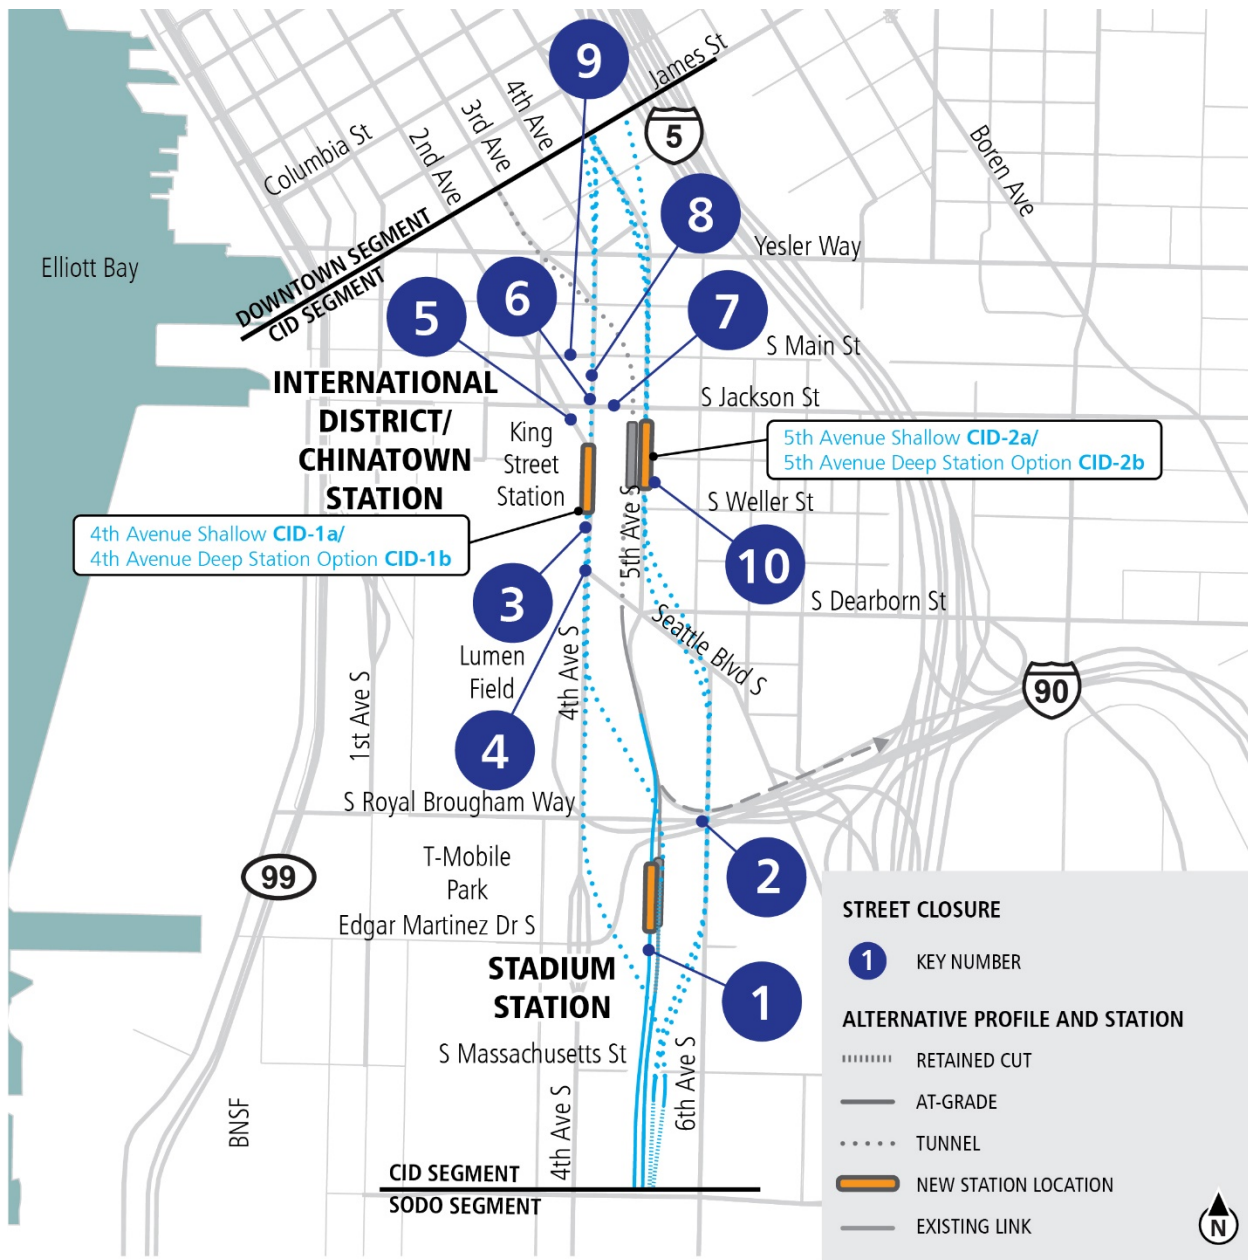 9
James St
5
4th Ave
3rd Ave
2nd Ave
Columbia St
Boren Ave
8
Yesler Way
Elliott Bay
DOWNTOWN SEGMENT
CID SEGMENT
5
6
7
S Main St
INTERNATIONAL
DISTRICT/
CHINATOWN
STATION
King
Street
Station
S Jackson St
5th Avenue Shallow CID-2a/
5th Avenue Deep Station Option CID-2b
S Weller St
5th Ave S
4th Avenue Shallow CID-1a/
4th Avenue Deep Station Option CID-1b
10
3
S Dearborn St
Seattle Blvd S
Lumen
Field
4th Ave S
1st Ave S
90
4
S Royal Brougham Way
2
T-Mobile
Park
99
Edgar Martinez Dr S
STADIUM
STATION
1
S Massachusetts St
6th Ave S
4th Ave S
BNSF
CID SEGMENT
SODO SEGMENT
STREET CLOSURE
1 KEY NUMBER
ALTERNATIVE PROFILE AND STATION
RETAINED CUT
AT-GRADE
TUNNEL
NEW STATION LOCATION
EXISTING LINK
N